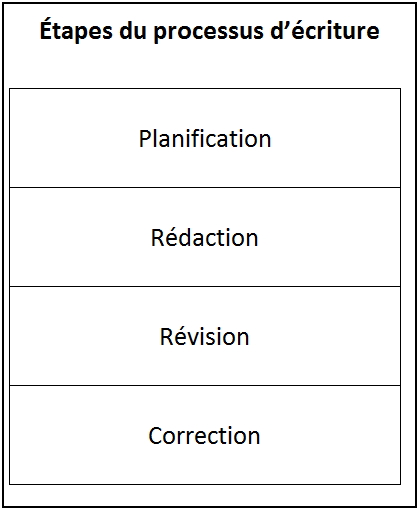 Étapes du processus d’écriture
Planification
Rédaction
Révision
Correction